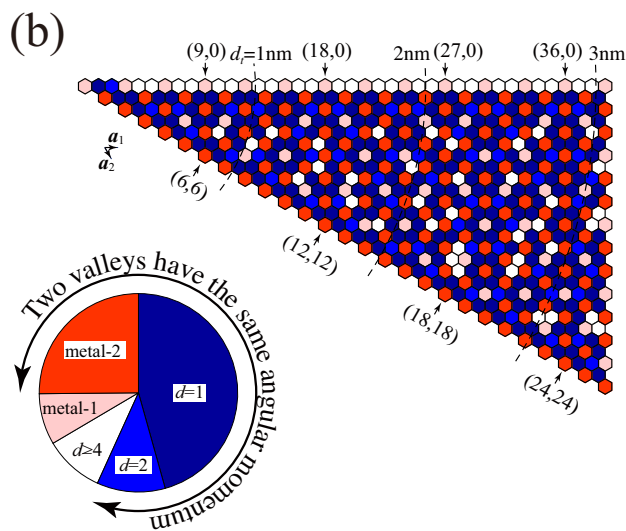 (b)
(9,0) dₜ=1nm (18,0) 2nm (27,0) (36,0) 3nm
a₁
a₂
(6,6)
(12,12)
(18,18)
(24,24)
Two valleys have the same angular momentum
metal-2
d=1
metal-1
d≥4
d=2